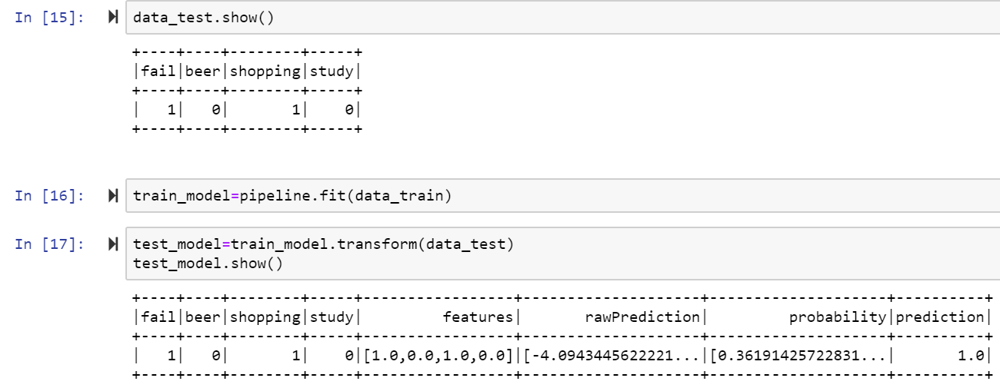 In [15]: data_test.show()
+----+----+--------+-----+
|fail|beer|shopping|study|
+----+----+--------+-----+
|   1|   0|       1|    0|
+----+----+--------+-----+
In [16]: train_model=pipeline.fit(data_train)
In [17]: test_model=train_model.transform(data_test)
test_model.show()
+----+----+--------+-----+-----------------+--------------------+--------------------+----------+
|fail|beer|shopping|study|         features|       rawPrediction|         probability|prediction|
+----+----+--------+-----+-----------------+--------------------+--------------------+----------+
|   1|   0|       1|    0|[1.0,0.0,1.0,0.0]|[-4.0943445622221...|[0.36191425722831...|       1.0|
+----+----+--------+-----+-----------------+--------------------+--------------------+----------+